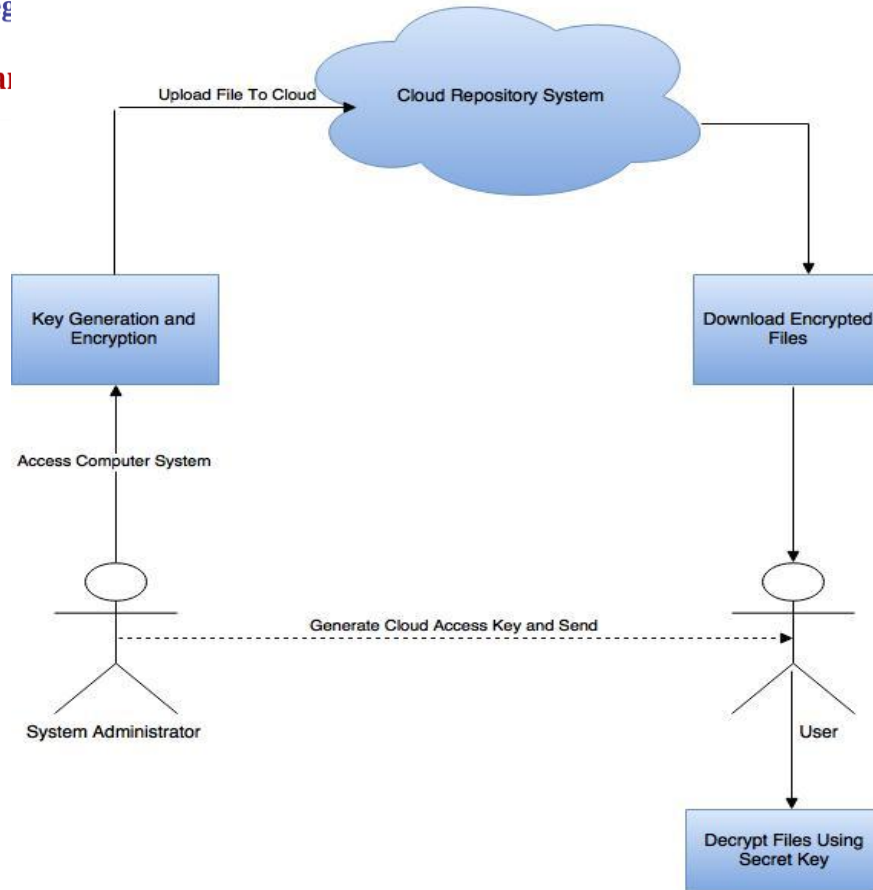 Upload File To Cloud
Cloud Repository System
Key Generation and
Encryption
Download Encrypted
Files
Access Computer System
Generate Cloud Access Key and Send
System Administrator
User
Decrypt Files Using
Secret Key